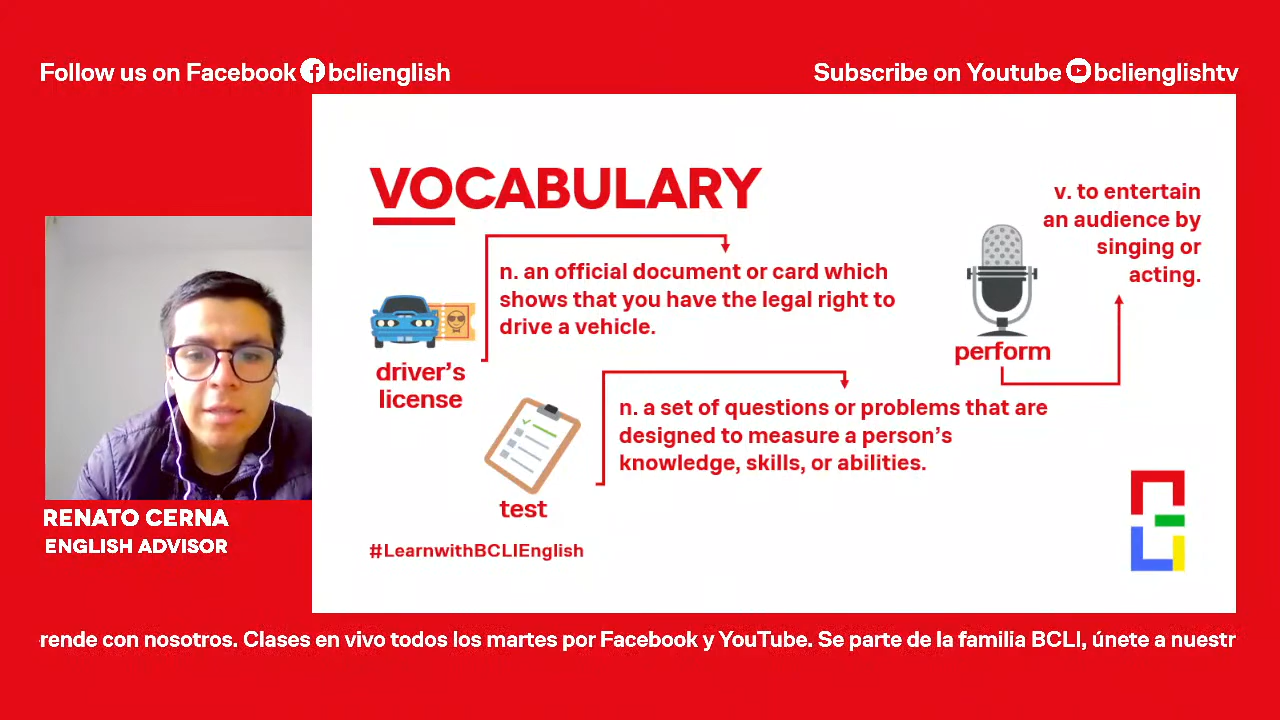 Follow us on Facebook bclienglish
Subscribe on Youtube bclienglishtv
VOCABULARY
n. an official document or card which
shows that you have the legal right to
drive a vehicle.
driver's
license
v. to entertain
an audience by
singing or
acting.
perform
n. a set of questions or problems that are
designed to measure a person's
knowledge, skills, or abilities.
test
#LearnwithBCLIEnglish
RENATO CERNA
ENGLISH ADVISOR
rende con nosotros. Clases en vivo todos los martes por Facebook y YouTube. Se parte de la familia BCLI, únete a nuestr